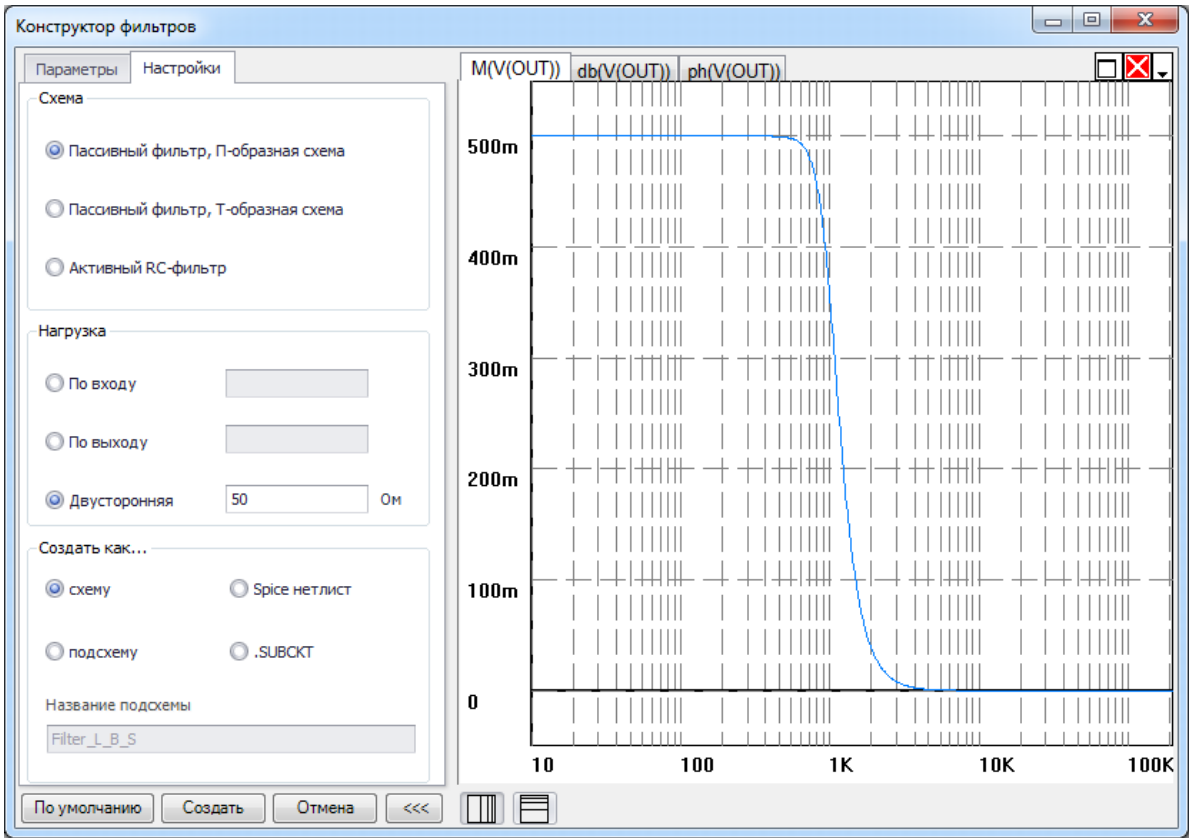 Конструктор фильтров
Параметры Настройки
Схема
Пассивный фильтр, П-образная схема
Пассивный фильтр, Т-образная схема
Активный RC-фильтр
Нагрузка
По входу
По выходу
Двусторонняя 50 Ом
Создать как...
схему Spice нетлист
подсхему .SUBCKT
Название подсхемы
Filter_L_B_S
По умолчанию Создать Отмена <<<
M(V(OUT)) db(V(OUT)) ph(V(OUT))
500m
400m
300m
200m
100m
0
10 100 1K 10K 100K